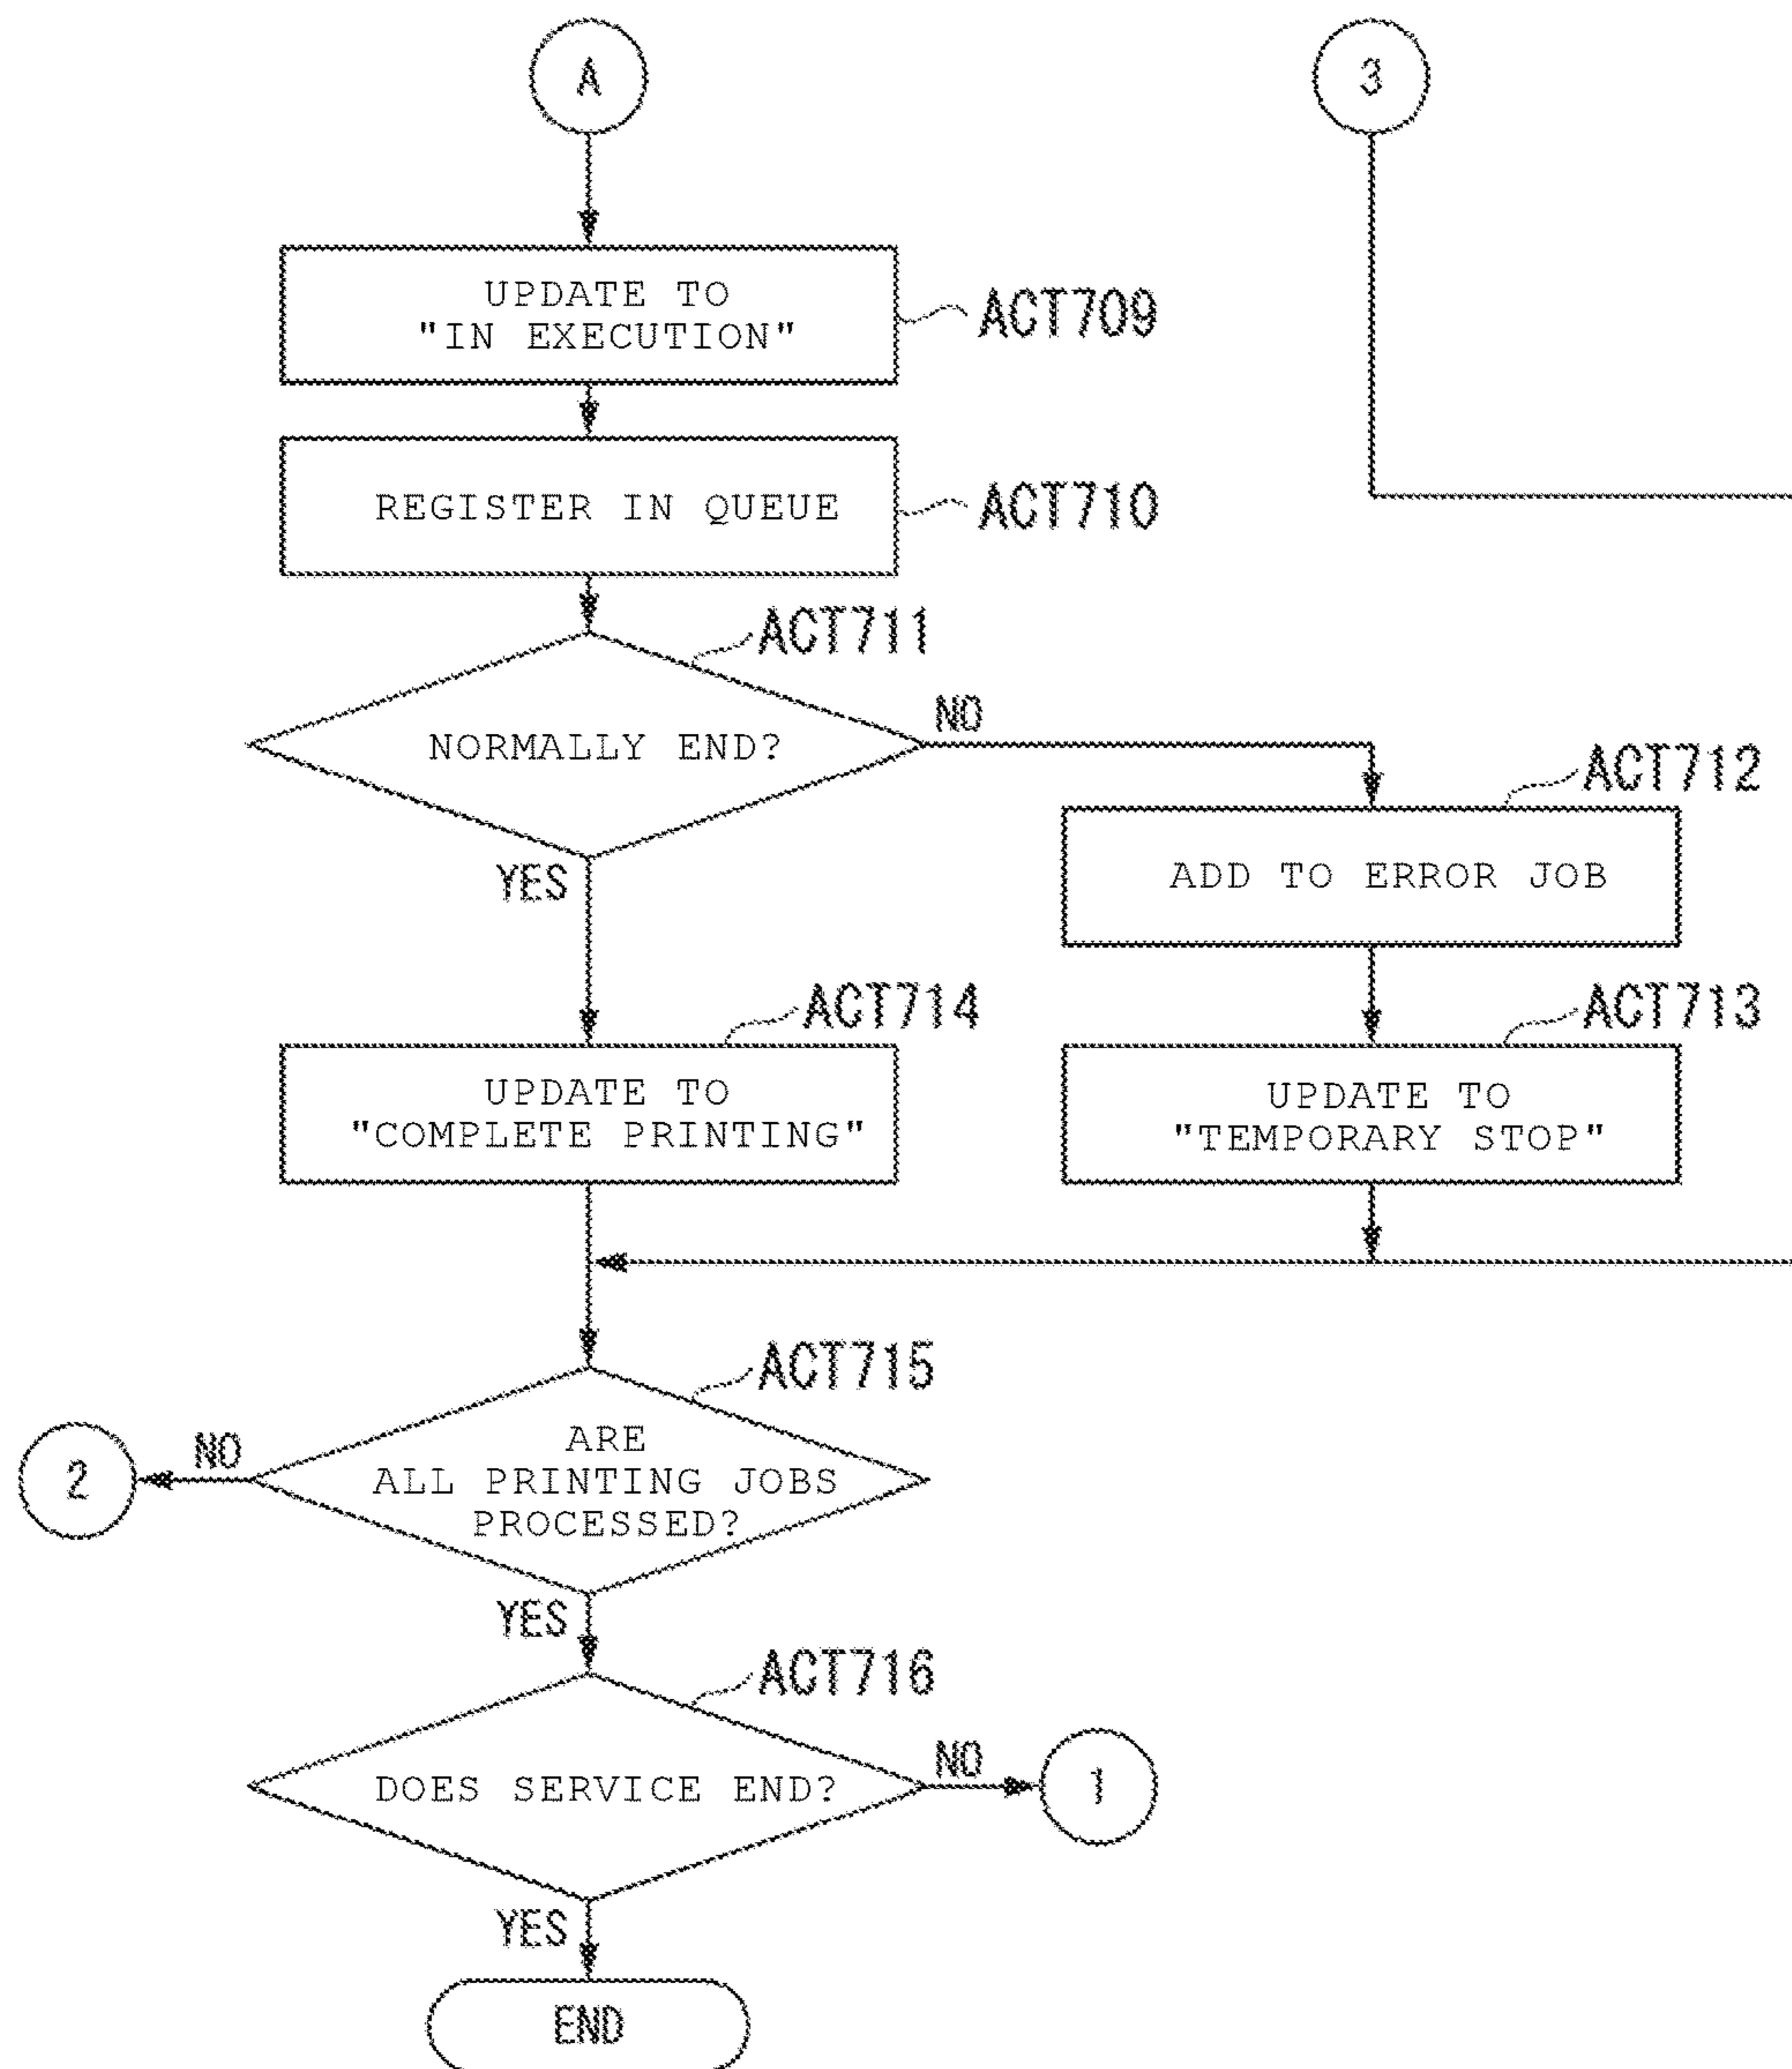 A
3
UPDATE TO
"IN EXECUTION"
ACT709
REGISTER IN QUEUE
ACT710
ACT711
NORMALLY END?
NO
YES
ACT712
ADD TO ERROR JOB
ACT714
UPDATE TO
"COMPLETE PRINTING"
ACT713
UPDATE TO
"TEMPORARY STOP"
ACT715
ARE
ALL PRINTING JOBS
PROCESSED?
NO
2
YES
ACT716
DOES SERVICE END?
NO
1
YES
END